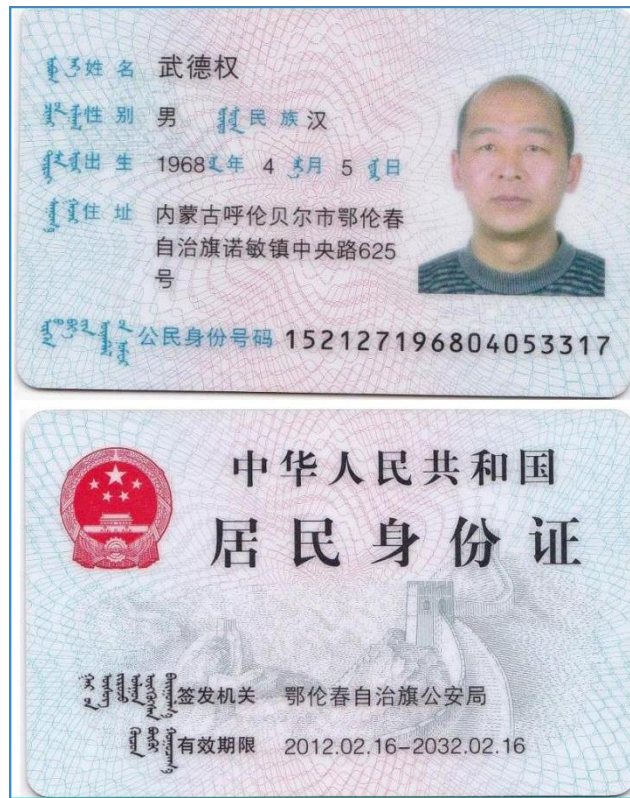 姓名 武德权
性别 男 民族 汉
出生 1968 年 4 月 5 日
住址 内蒙古呼伦贝尔市鄂伦春
自治旗诺敏镇中央路625
号
公民身份号码 152127196804053317
中华人民共和国
居民身份证
签发机关 鄂伦春自治旗公安局
有效期限 2012.02.16-2032.02.16